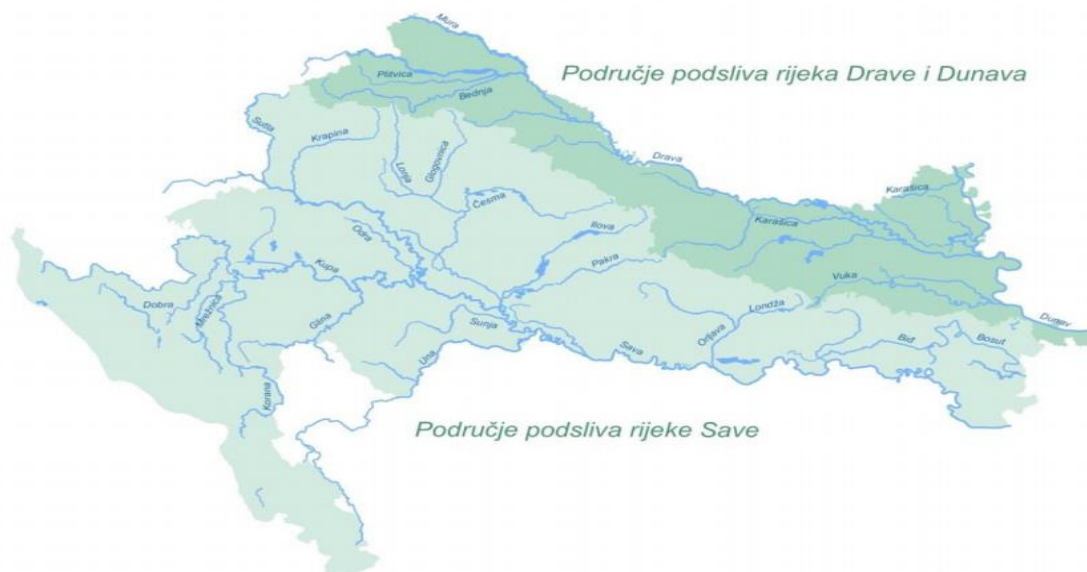 Mura
Plitvica
Područje podsliva rijeka Drave i Dunava
Bednja
Sutla
Krapina
Lonja
Glogovnica
Drava
Karašica
Česma
Karašica
Ilova
Odra
Pakra
Kupa
Vuka
Dobra
Mrežnica
Londža
Glina
Sunja
Orljava
Dunav
Una
Sava
Biđ
Bosut
Korana
Područje podsliva rijeke Save